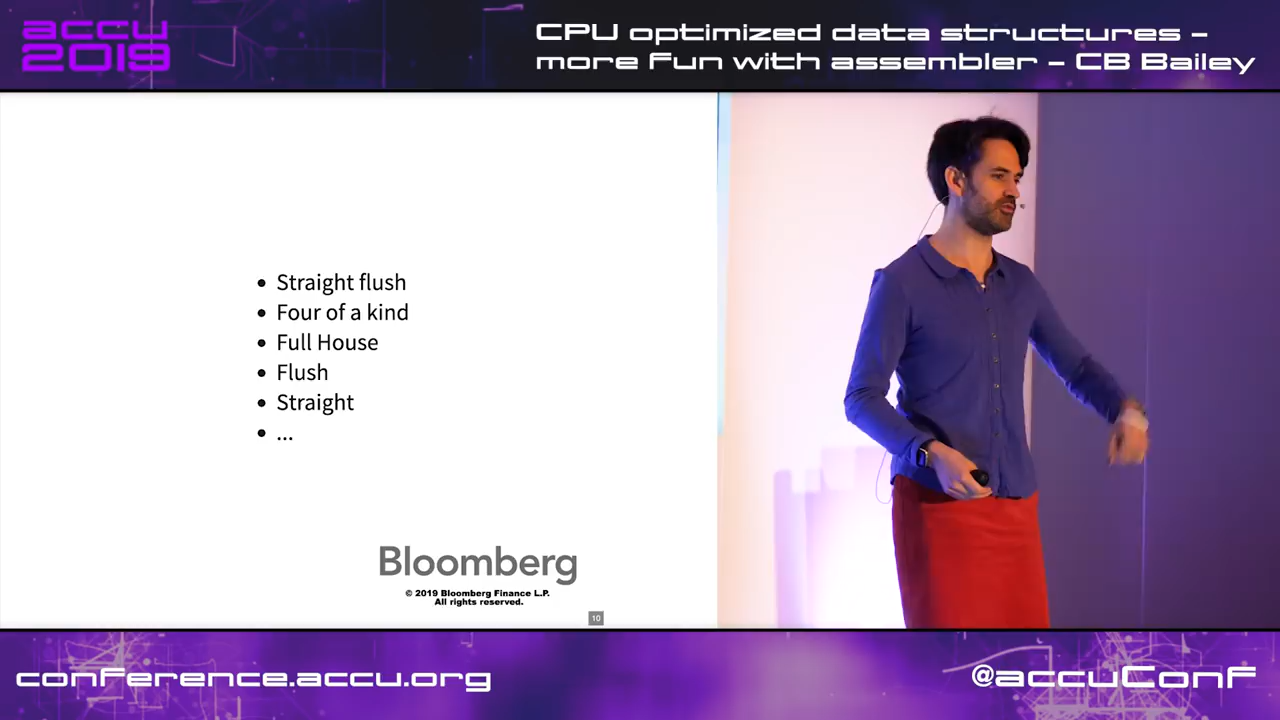 accu
2019
CPU optimized data structures –
more fun with assembler – CB Bailey
• Straight flush
• Four of a kind
• Full House
• Flush
• Straight
• ...
Bloomberg
© 2019 Bloomberg Finance L.P.
All rights reserved.
10
conference.accu.org
@accuConf